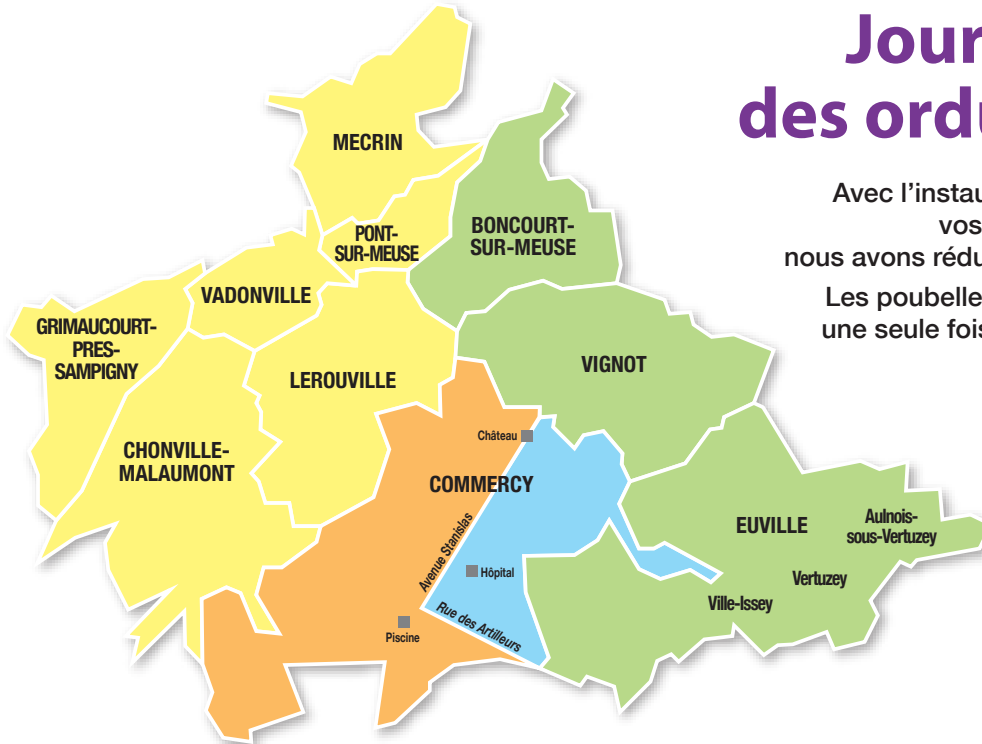 Jour
des ordu
Avec l'instau
vos
nous avons rédu
Les poubelle
une seule fois
MECRIN
PONT-
SUR-MEUSE
BONCOURT-
SUR-MEUSE
VADONVILLE
GRIMAUCOURT-
PRES-
SAMPIGNY
LEROUVILLE
VIGNOT
CHONVILLE-
MALAUMONT
Château
COMMERCY
Avenue Stanislas
Hôpital
Rue des Artilleurs
Piscine
EUVILLE
Aulnois-
sous-Vertuzey
Vertuzey
Ville-Issey